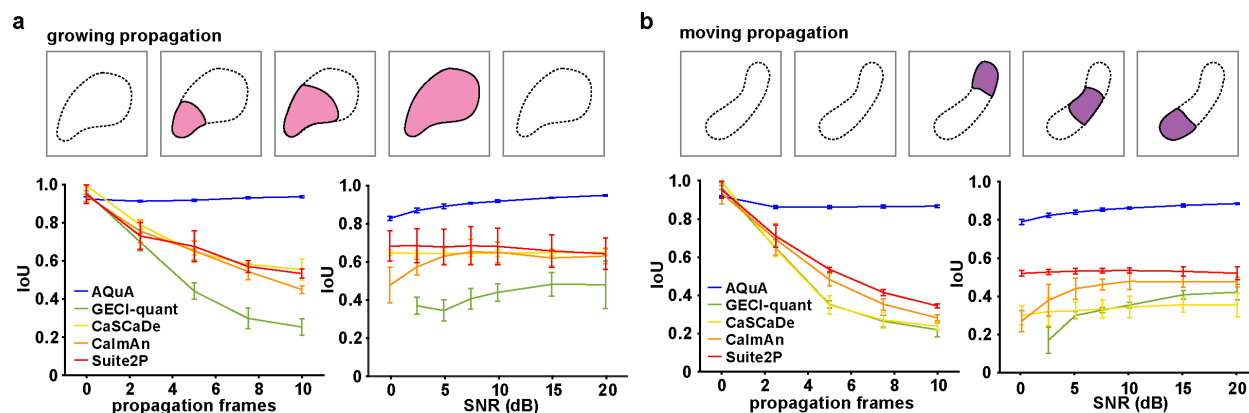 a
growing propagation
1.0
0.8
0.6
0.4
0.2
0
IoU
AQuA
GECI-quant
CaSCaDe
CaImAn
Suite2P
0 2 4 6 8 10
propagation frames
1.0
0.8
0.6
0.4
0.2
0
IoU
0 5 10 15 20
SNR (dB)
b
moving propagation
1.0
0.8
0.6
0.4
0.2
0
IoU
AQuA
GECI-quant
CaSCaDe
CaImAn
Suite2P
0 2 4 6 8 10
propagation frames
1.0
0.8
0.6
0.4
0.2
0
IoU
0 5 10 15 20
SNR (dB)